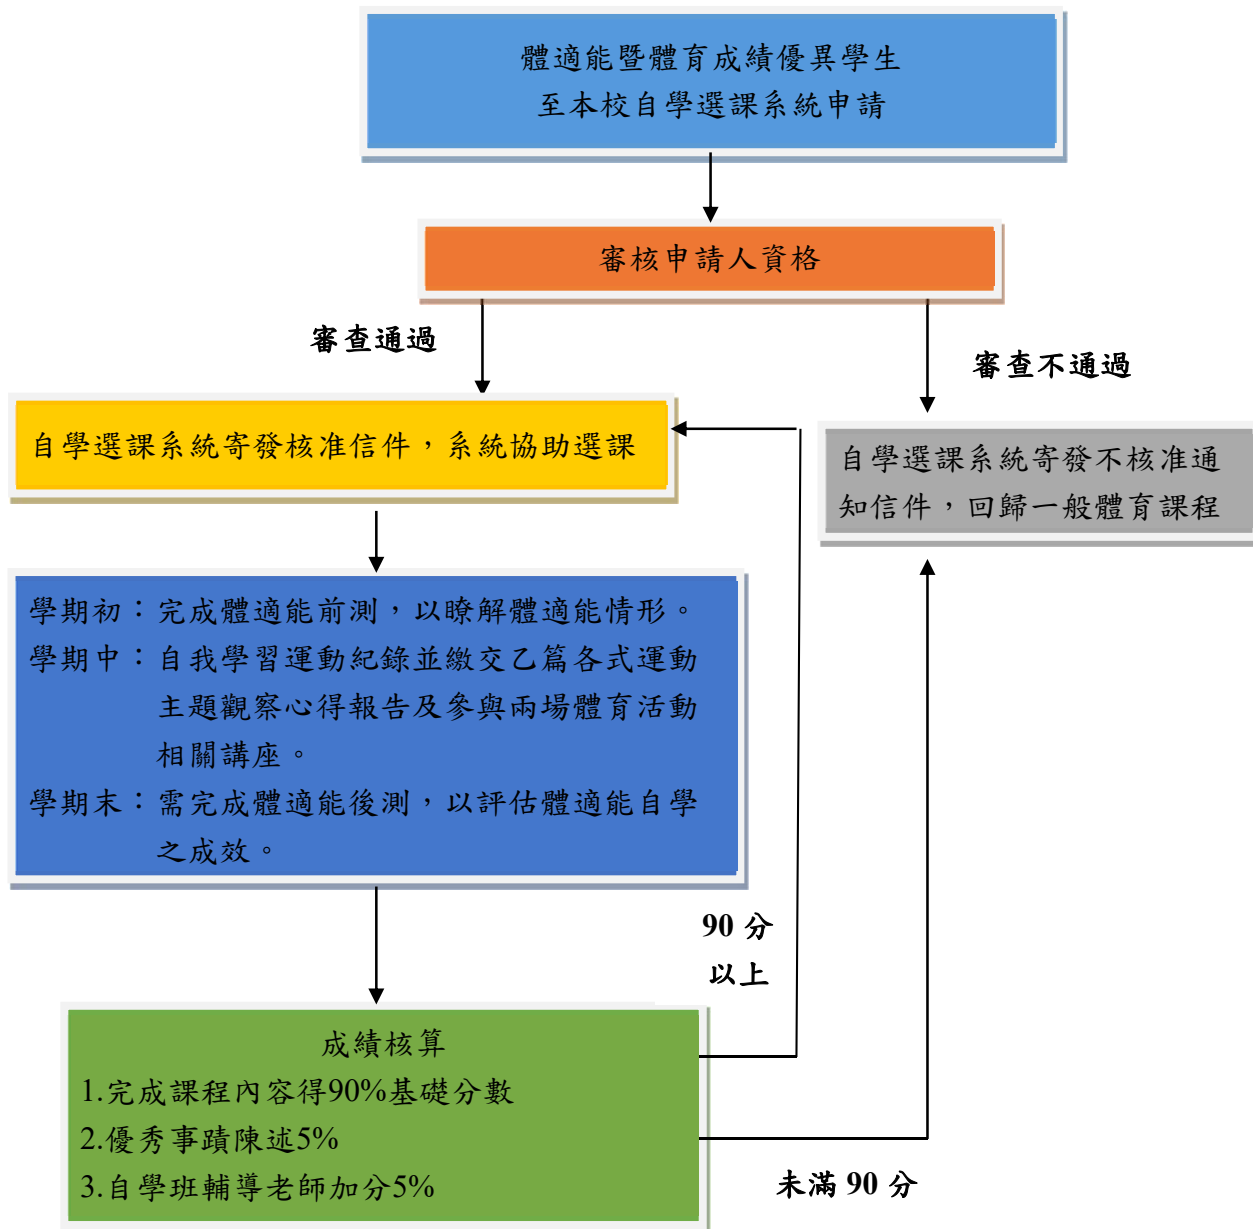 體適能暨體育成績優異學生
至本校自學選課系統申請
審核申請人資格
審查通過
審查不通過
自學選課系統寄發核准信件，系統協助選課
自學選課系統寄發不核准通
知信件，回歸一般體育課程
學期初：完成體適能前測，以瞭解體適能情形。
學期中：自我學習運動紀錄並繳交乙篇各式運動
主題觀察心得報告及參與兩場體育活動
相關講座。
學期末：需完成體適能後測，以評估體適能自學
之成效。
90 分
以上
成績核算
1.完成課程內容得90%基礎分數
2.優秀事蹟陳述5%
3.自學班輔導老師加分5%
未滿 90 分